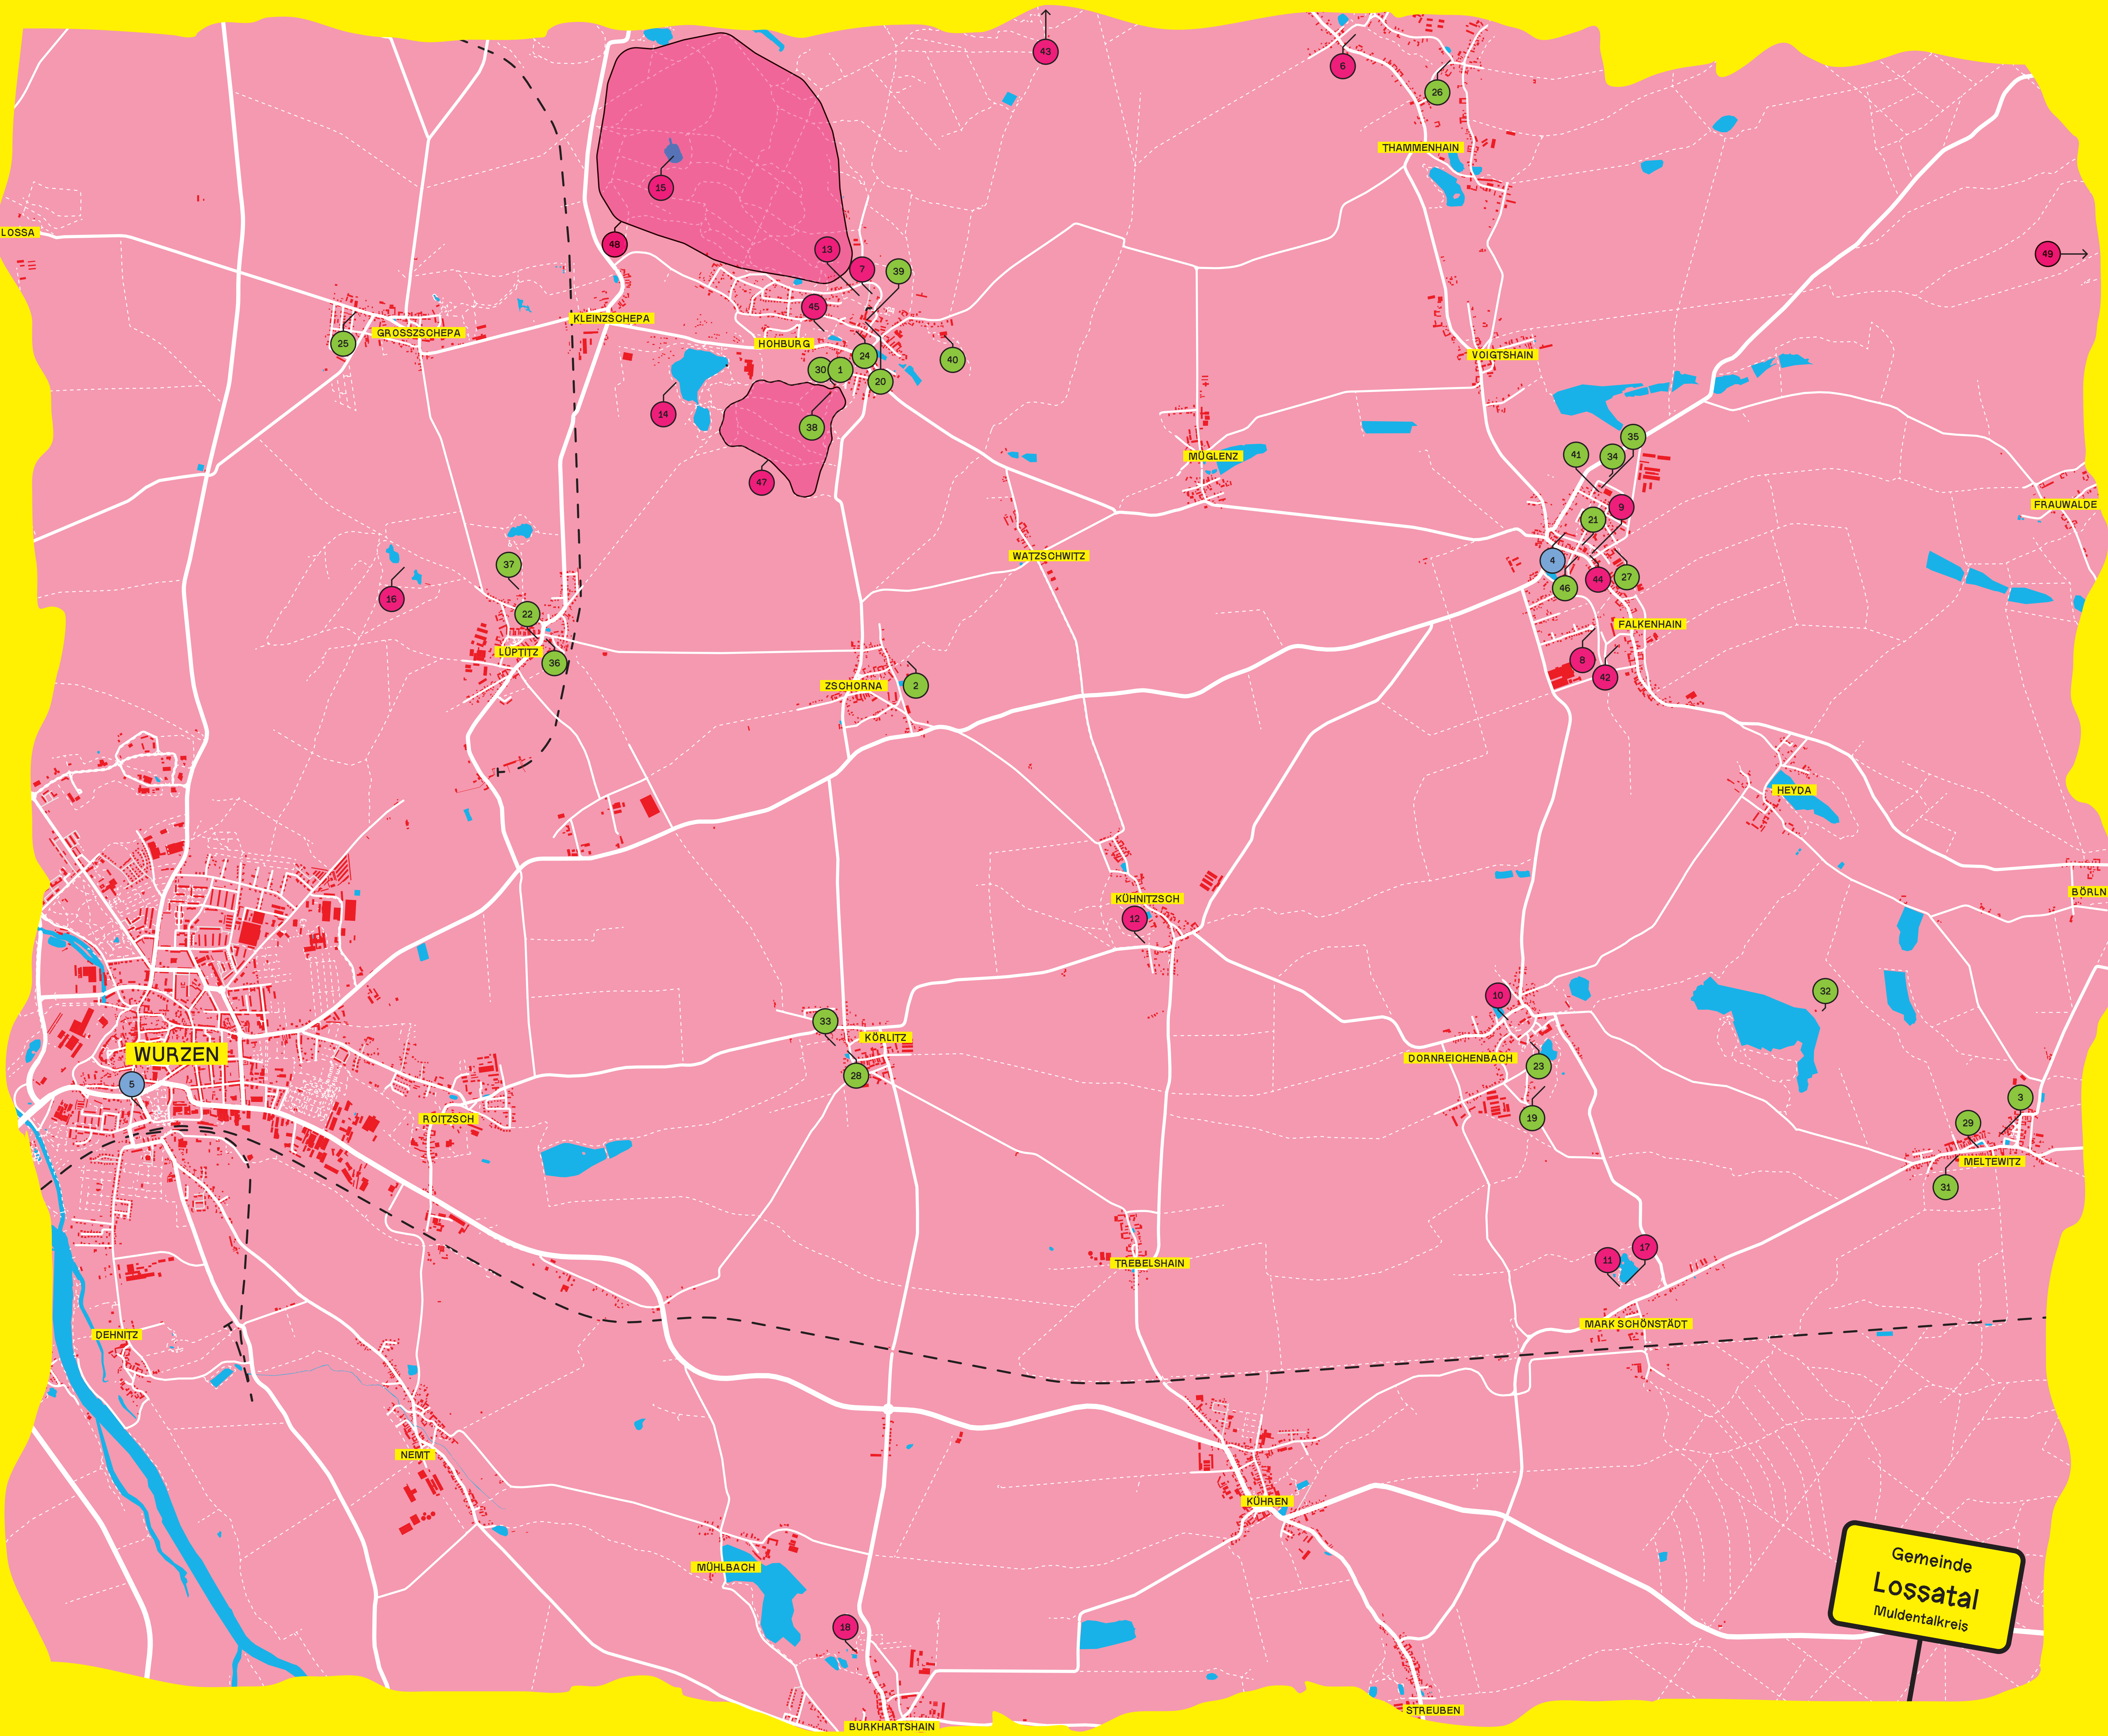 43
6
26
THAMMENHAIN
15
LOSSA
48
13
7
39
49
45
KLEINZSCHEPA
GROSSZSCHEPA
25
HOHBURG
24
40
VOIGTSHAIN
30
1
20
14
38
35
41
34
MÜGLENZ
47
9
FRAUWALDE
21
WATZSCHWITZ
4
37
44
27
46
16
22
FALKENHAIN
LÜPTITZ
36
8
42
ZSCHORNA
2
HEYDA
BÖRLN
KÜHNITZSCH
12
32
10
33
KÖRLITZ
WURZEN
DORNREICHENBACH
23
28
5
3
ROITZSCH
19
29
MELTEWITZ
31
17
11
TREBELSHAIN
MARK SCHÖNSTÄDT
DEHNITZ
NEMT
KÜHREN
Gemeinde
Lossatal
Muldentalkreis
MÜHLBACH
18
STREUBEN
BURKHARTSHAIN